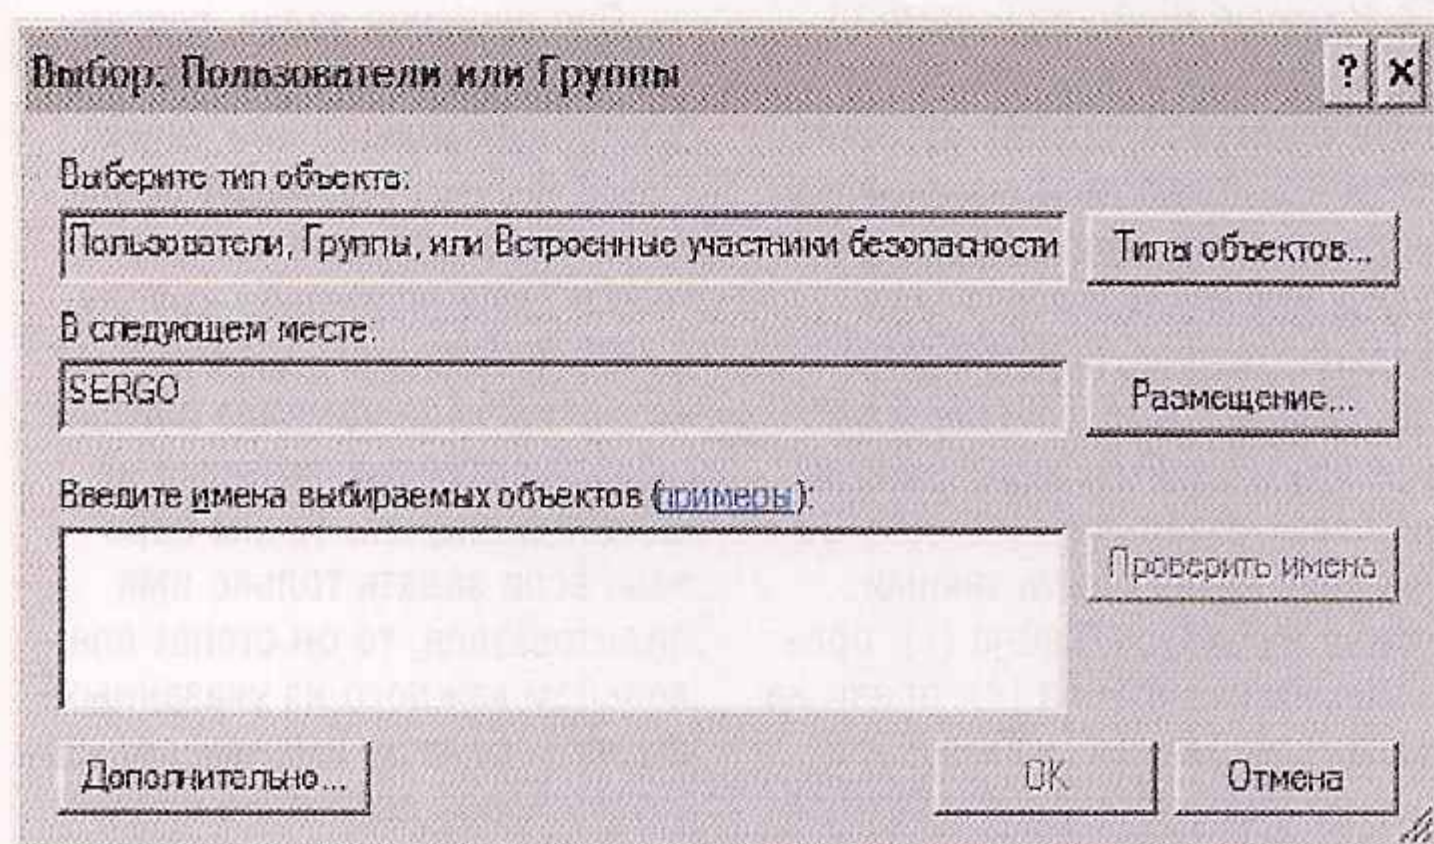 Выбор: Пользователи или Группы
? x
Выберите тип объекта:
Пользователи, Группы, или Встроенные участники безопасности
Типы объектов...
В следующем месте:
SERGO
Размещение...
Введите имена выбираемых объектов (примеры):
Проверить имена
Дополнительно...
OK
Отмена